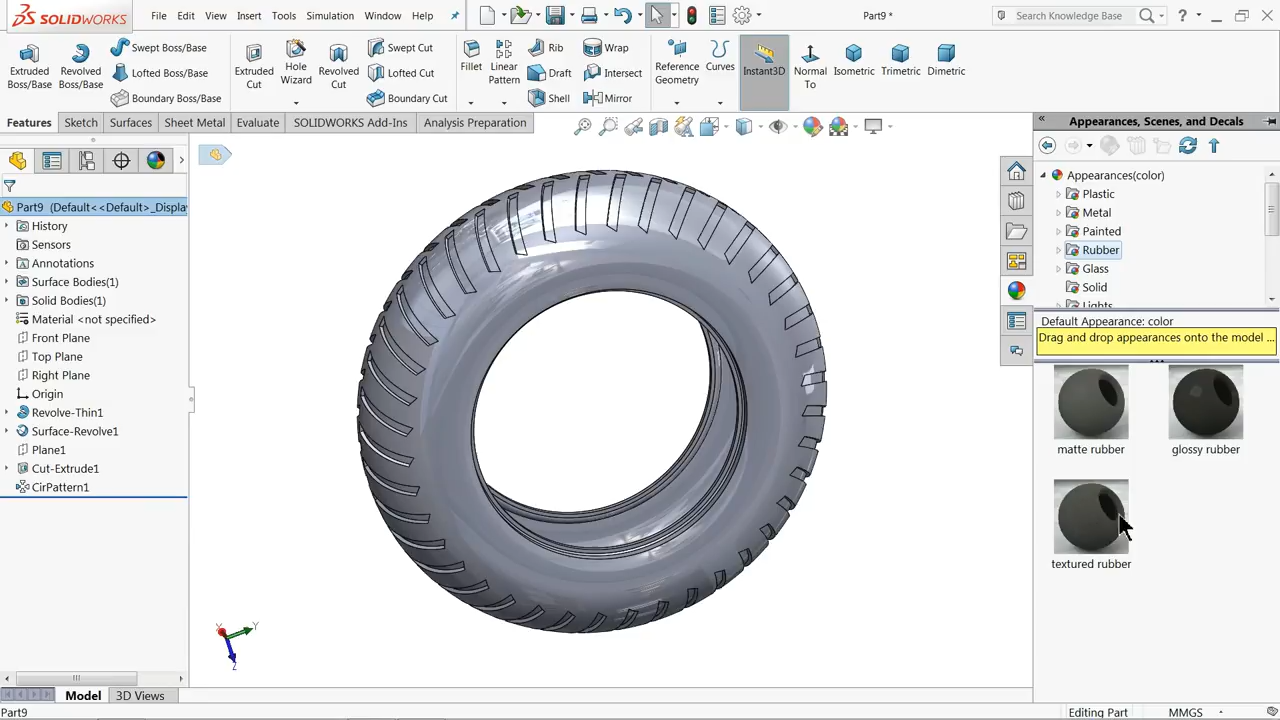 SOLIDWORKS
File
Edit
View
Insert
Tools
Simulation
Window
Help
Part9 *
Search Knowledge Base
?
Extruded Boss/Base
Revolved Boss/Base
Swept Boss/Base
Lofted Boss/Base
Boundary Boss/Base
Extruded Cut
Hole Wizard
Revolved Cut
Swept Cut
Lofted Cut
Boundary Cut
Fillet
Linear Pattern
Rib
Draft
Shell
Wrap
Intersect
Mirror
Reference Geometry
Curves
Instant3D
Normal To
Isometric
Trimetric
Dimetric
Features
Sketch
Surfaces
Sheet Metal
Evaluate
SOLIDWORKS Add-Ins
Analysis Preparation
Part9 (Default<<Default>_Displa
History
Sensors
Annotations
Surface Bodies(1)
Solid Bodies(1)
Material <not specified>
Front Plane
Top Plane
Right Plane
Origin
Revolve-Thin1
Surface-Revolve1
Plane1
Cut-Extrude1
CirPattern1
Y
Z
Appearances, Scenes, and Decals
Appearances(color)
Plastic
Metal
Painted
Rubber
Glass
Solid
Lights
Default Appearance: color
Drag and drop appearances onto the model ...
matte rubber
glossy rubber
textured rubber
Model
3D Views
Part9
Editing Part
MMGS